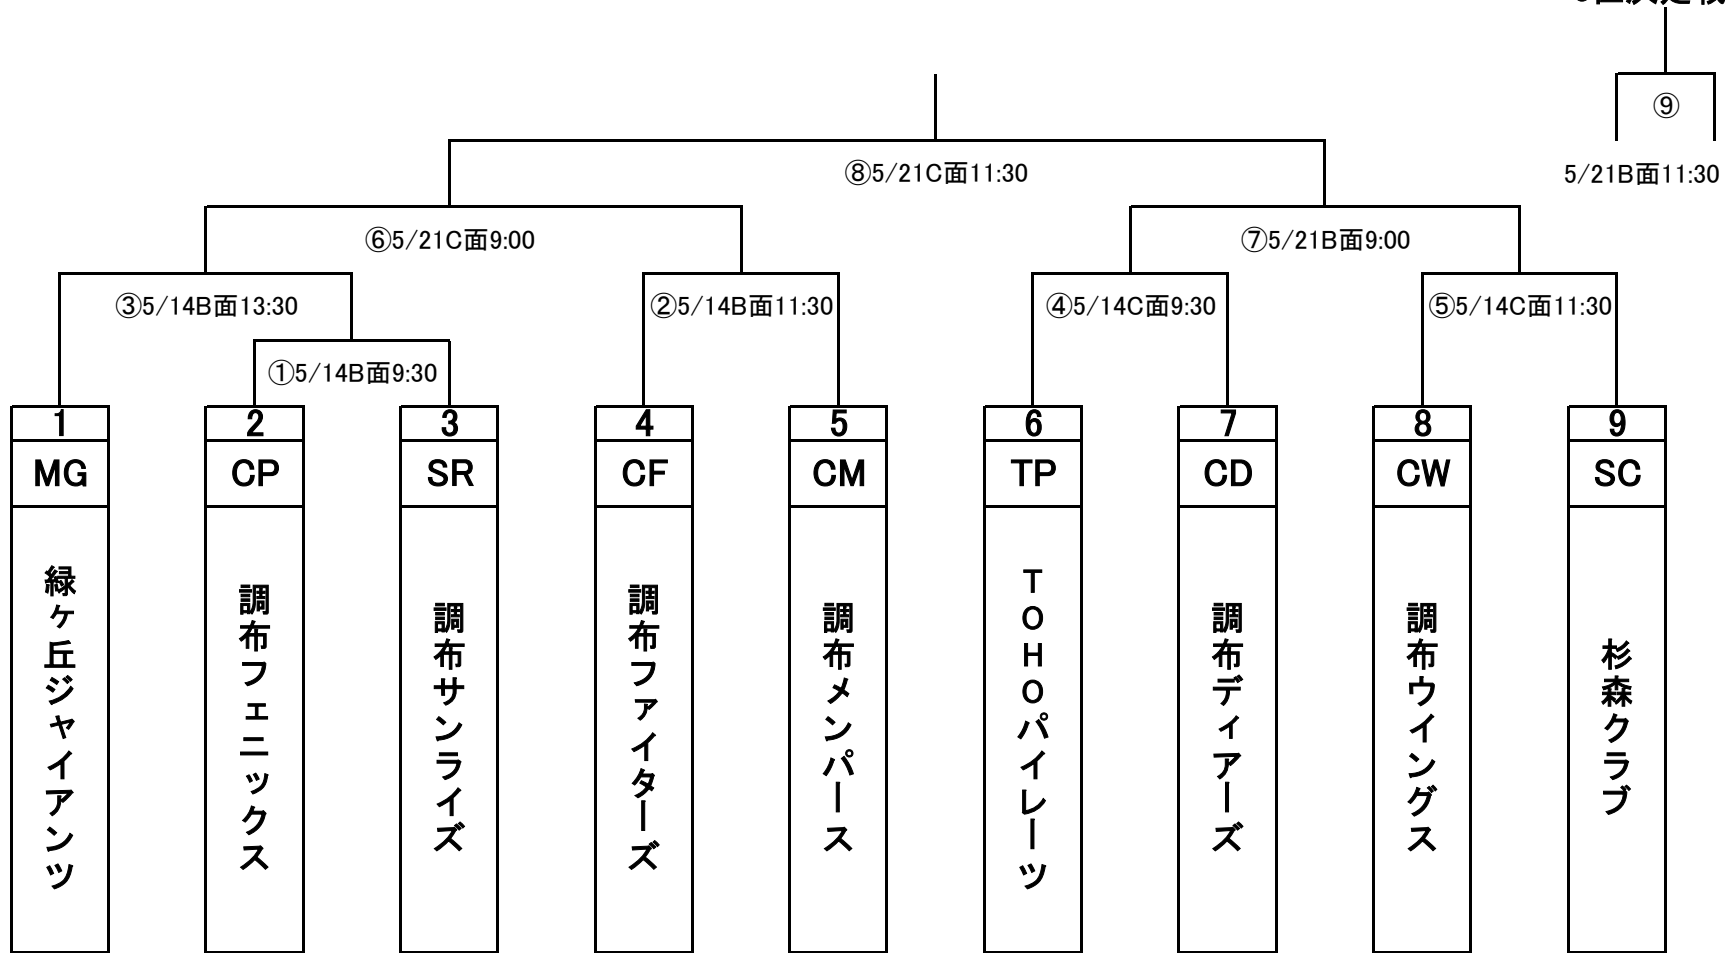 ⑨
⑧5/21C面11:30
5/21B面11:30
⑥5/21C面9:00
⑦5/21B面9:00
③5/14B面13:30
②5/14B面11:30
④5/14C面9:30
⑤5/14C面11:30
①5/14B面9:30
1 2 3 4 5 6 7 8 9
MG CP SR CF CM TP CD CW SC
緑ヶ丘ジャイアンツ
調布フェニックス
調布サンライズ
調布ファイターズ
調布メンパース
TOHOパイレーツ
調布ディアーズ
調布ウイングス
杉森クラブ